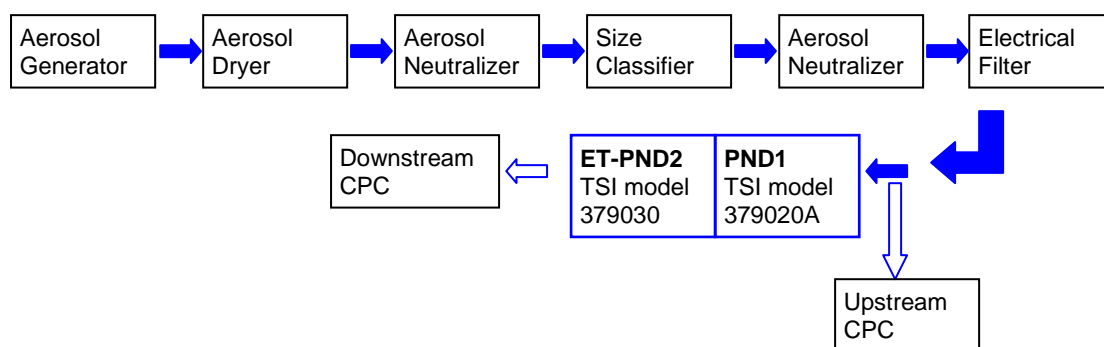 Aerosol
Generator
Aerosol
Dryer
Aerosol
Neutralizer
Size
Classifier
Aerosol
Neutralizer
Electrical
Filter
Downstream
CPC
ET-PND2
TSI model
379030
PND1
TSI model
379020A
Upstream
CPC